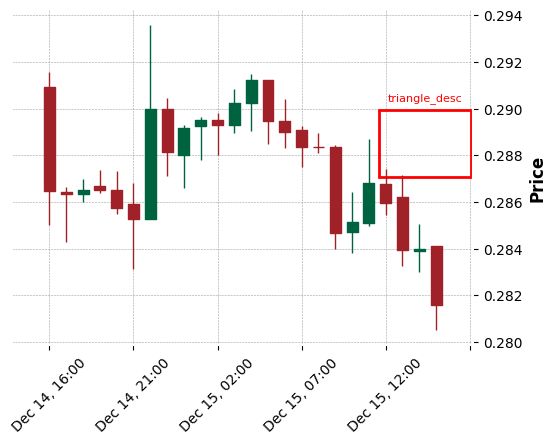 0.294
0.292
triangle_desc
0.290
0.288
0.286
0.284
0.282
0.280
Price
Dec 14, 16:00
Dec 14, 21:00
Dec 15, 02:00
Dec 15, 07:00
Dec 15, 12:00